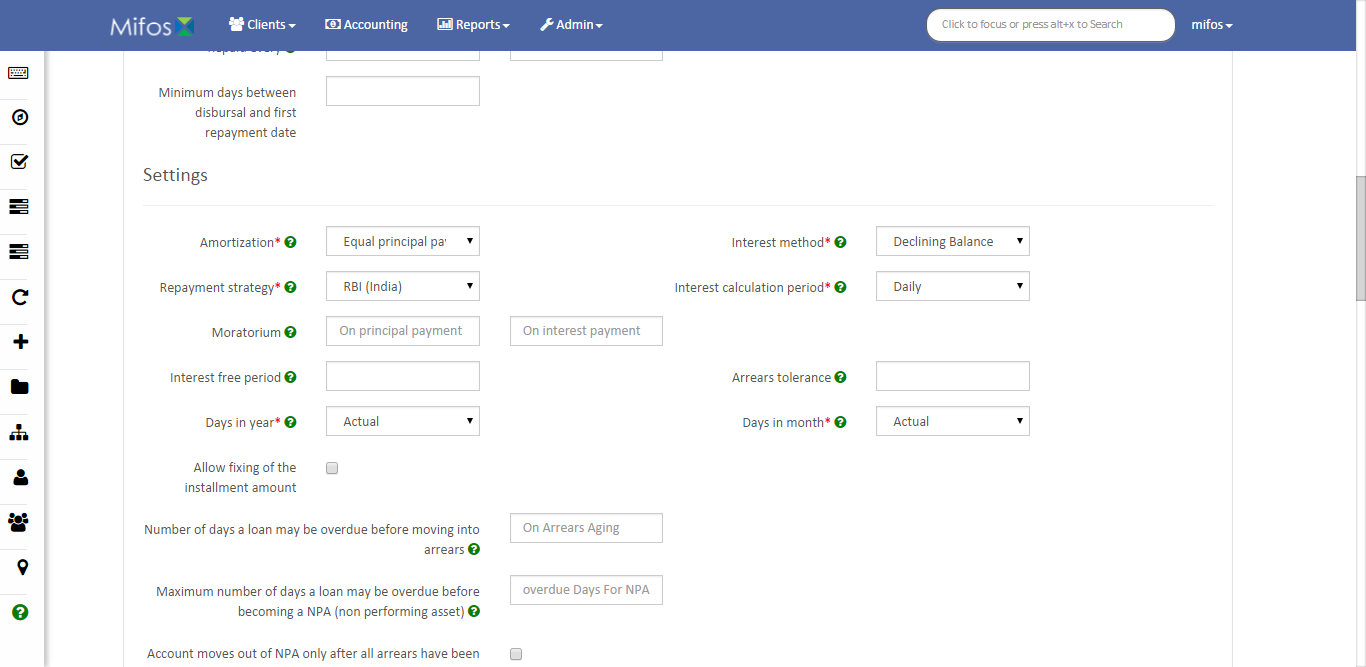 Mifos Clients Accounting Reports Admin Click to focus or press alt+x to Search mifos
Repaid every
Minimum days between
disbursal and first
repayment date
Settings
Amortization* Equal principal pa Interest method* Declining Balance
Repayment strategy* RBI (India) Interest calculation period* Daily
Moratorium On principal payment On interest payment
Interest free period Arrears tolerance
Days in year* Actual Days in month* Actual
Allow fixing of the
installment amount
Number of days a loan may be overdue before moving into On Arrears Aging
arrears
Maximum number of days a loan may be overdue before overdue Days For NPA
becoming a NPA (non performing asset)
Account moves out of NPA only after all arrears have been